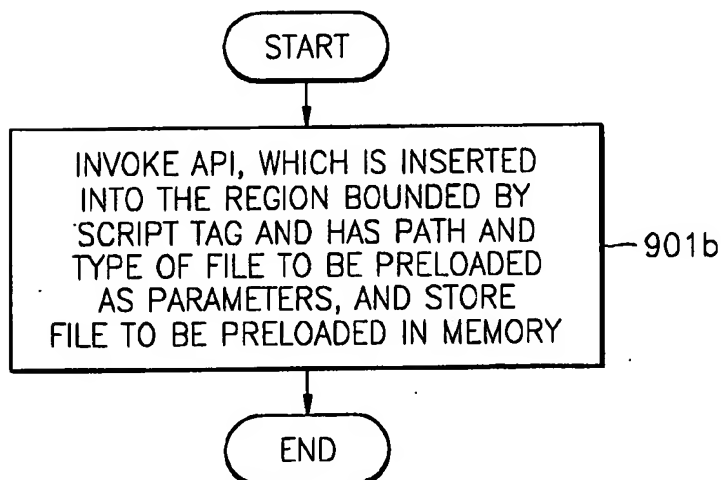 START
INVOKE API, WHICH IS INSERTED
INTO THE REGION BOUNDED BY
SCRIPT TAG AND HAS PATH AND
TYPE OF FILE TO BE PRELOADED
AS PARAMETERS, AND STORE
FILE TO BE PRELOADED IN MEMORY
901b
END